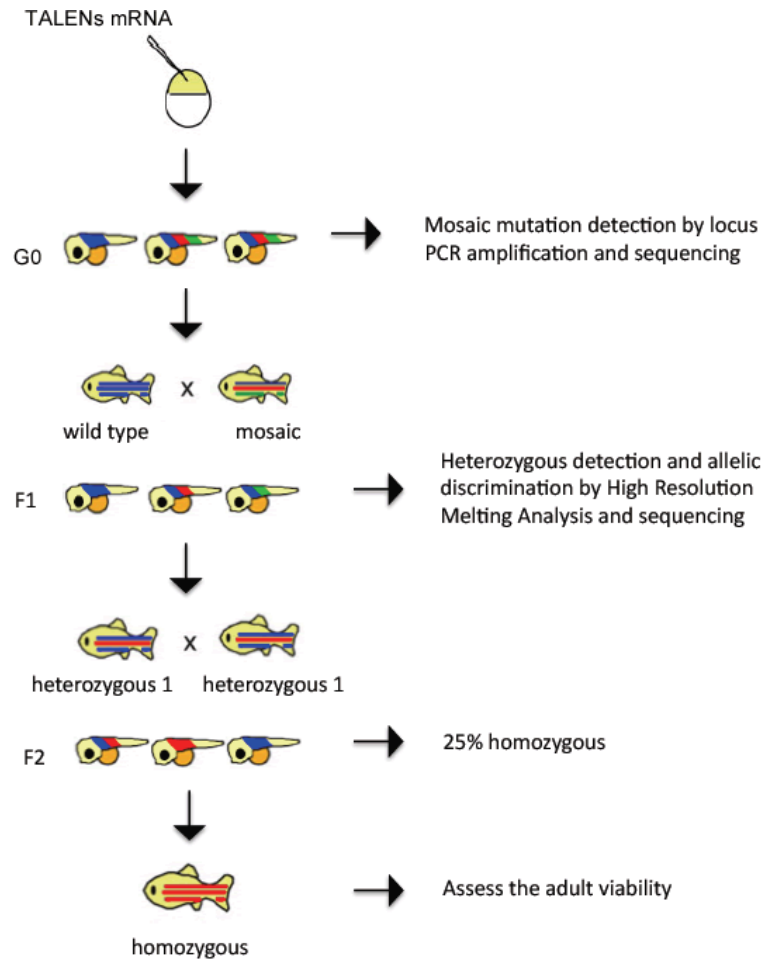 TALENs mRNA
G0
Mosaic mutation detection by locus
PCR amplification and sequencing
x
wild type
mosaic
F1
Heterozygous detection and allelic
discrimination by High Resolution
Melting Analysis and sequencing
x
heterozygous 1
heterozygous 1
F2
25% homozygous
Assess the adult viability
homozygous